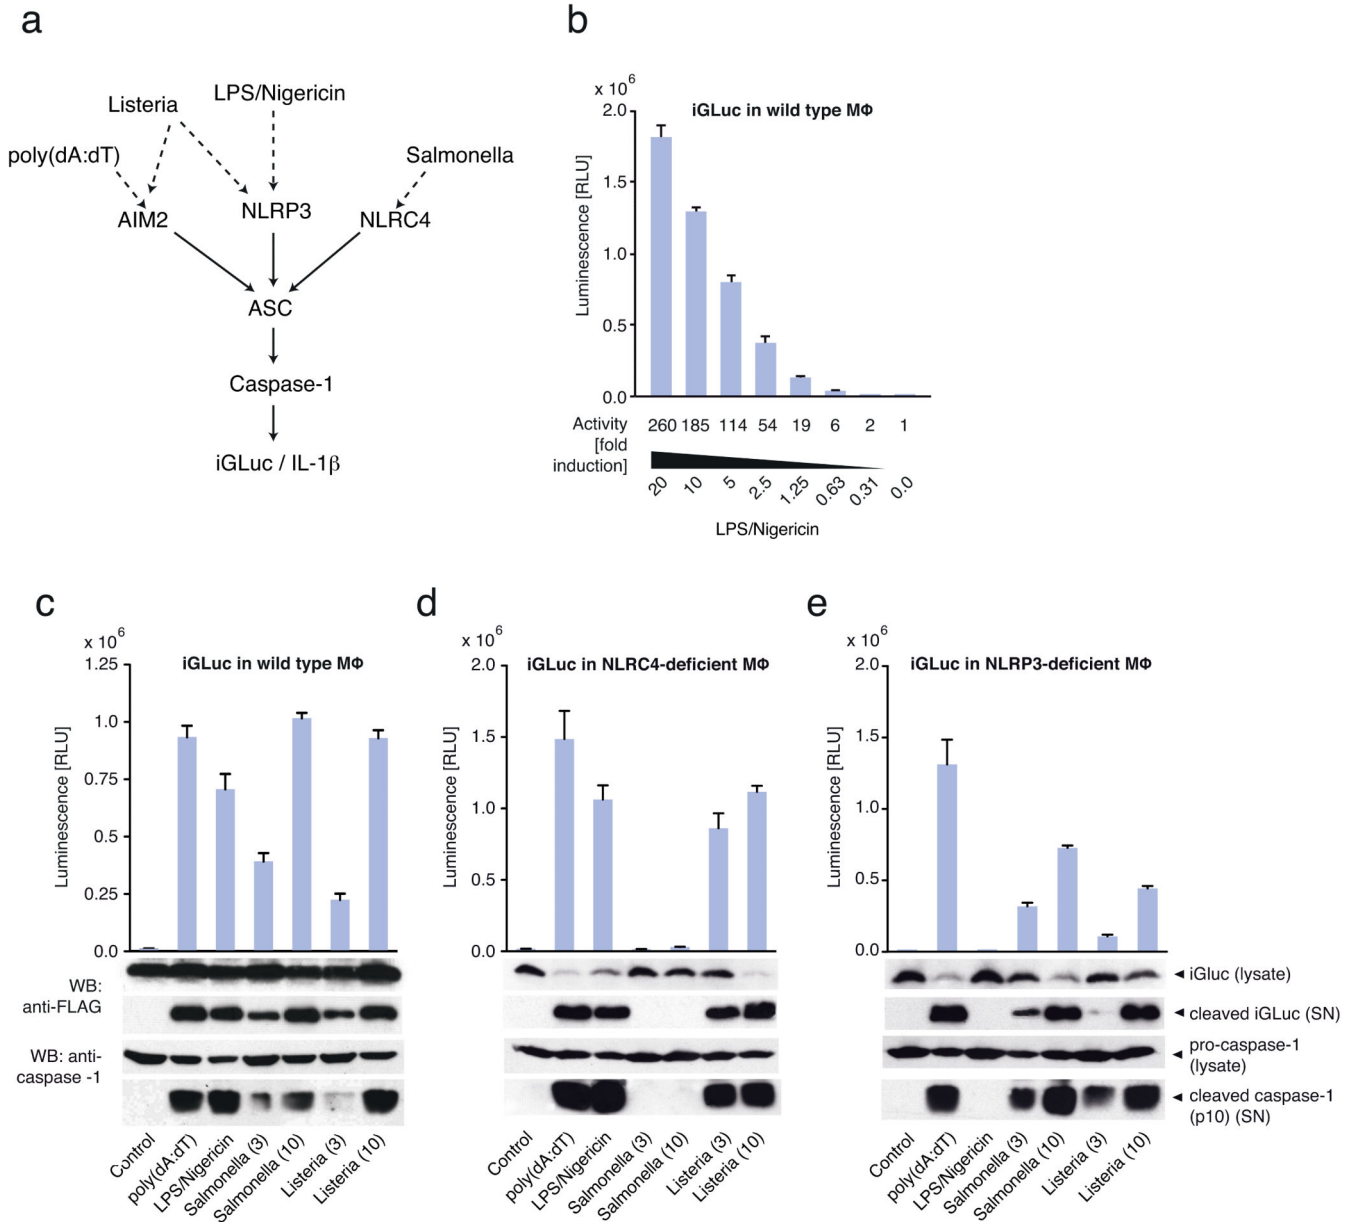 a
Listeria
LPS/Nigericin
poly(dA:dT)
Salmonella
AIM2
NLRP3
NLRC4
ASC
Caspase-1
iGLuc / IL-1β
b
x 10⁶
iGLuc in wild type MΦ
Luminescence [RLU]
2.0
1.5
1.0
0.5
0.0
Activity
[fold
induction]
260 185 114 54 19 6 2 1
20 10 5 2.5 1.25 0.63 0.31 0.0
LPS/Nigericin
c
x 10⁶
iGLuc in wild type MΦ
Luminescence [RLU]
1.25
1.0
0.75
0.5
0.25
0.0
WB:
anti-FLAG
WB: anti-
caspase -1
Control
poly(dA:dT)
LPS/Nigericin
Salmonella (3)
Salmonella (10)
Listeria (3)
Listeria (10)
d
x 10⁶
iGLuc in NLRC4-deficient MΦ
Luminescence [RLU]
2.0
1.5
1.0
0.5
0.0
Control
poly(dA:dT)
LPS/Nigericin
Salmonella (3)
Salmonella (10)
Listeria (3)
Listeria (10)
e
x 10⁶
iGLuc in NLRP3-deficient MΦ
Luminescence [RLU]
2.0
1.5
1.0
0.5
0.0
iGluc (lysate)
cleaved iGLuc (SN)
pro-caspase-1
(lysate)
cleaved caspase-1
(p10) (SN)
Control
poly(dA:dT)
LPS/Nigericin
Salmonella (3)
Salmonella (10)
Listeria (3)
Listeria (10)